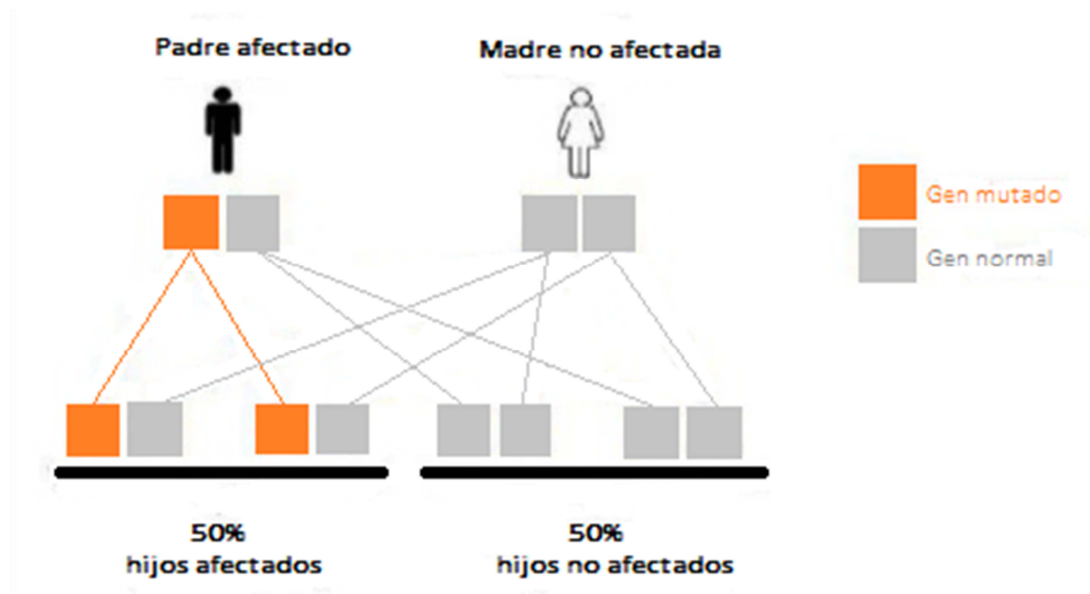 Padre afectado
Madre no afectada
Gen mutado
Gen normal
50%
hijos afectados
50%
hijos no afectados